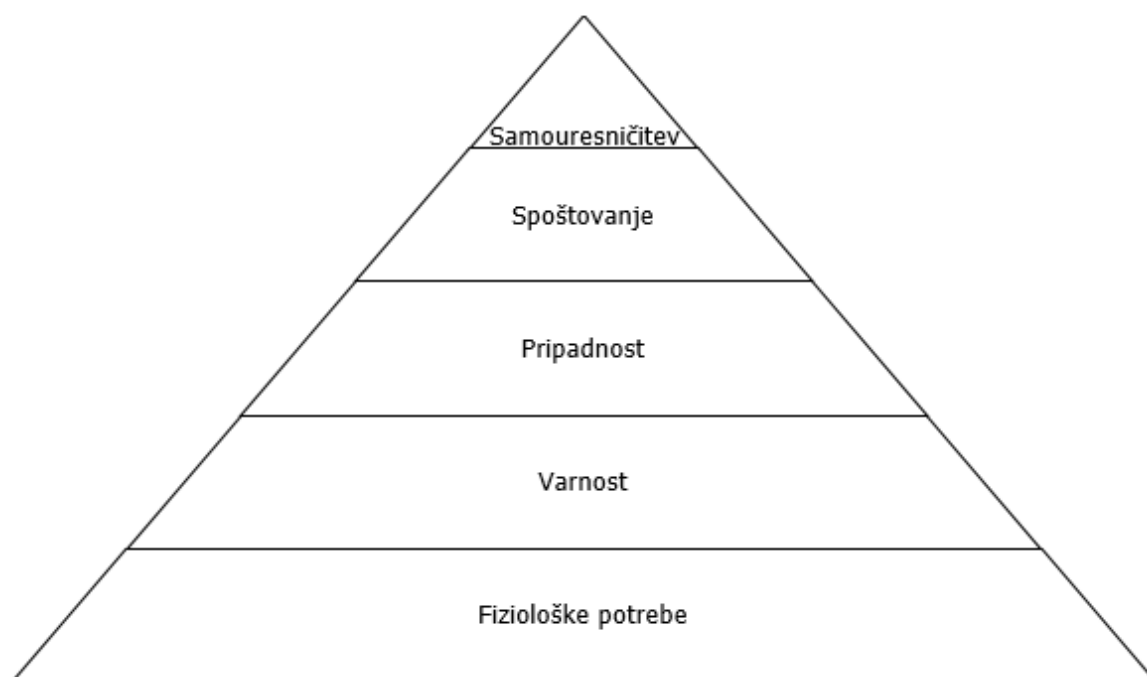 Samouresničitev
Spoštovanje
Pripadnost
Varnost
Fiziološke potrebe